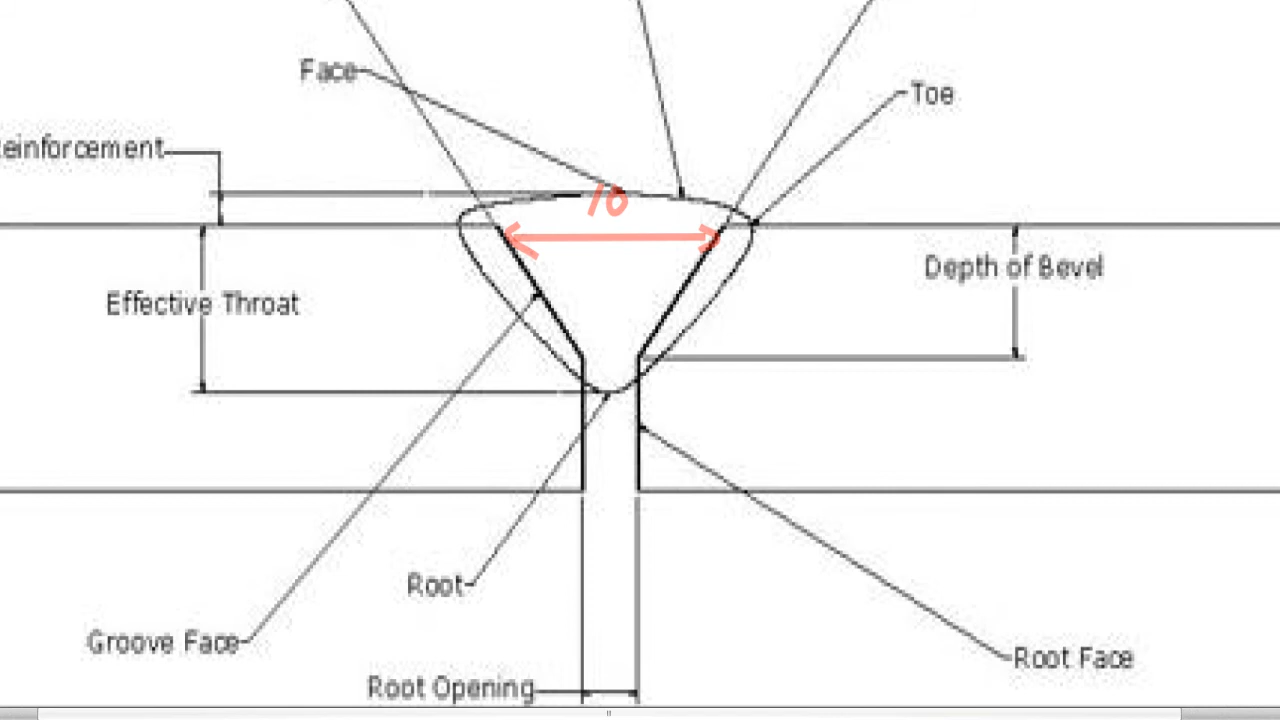 Face
Toe
einforcement
10
Depth of Bevel
Effective Throat
Root
Groove Face
Root Face
Root Opening